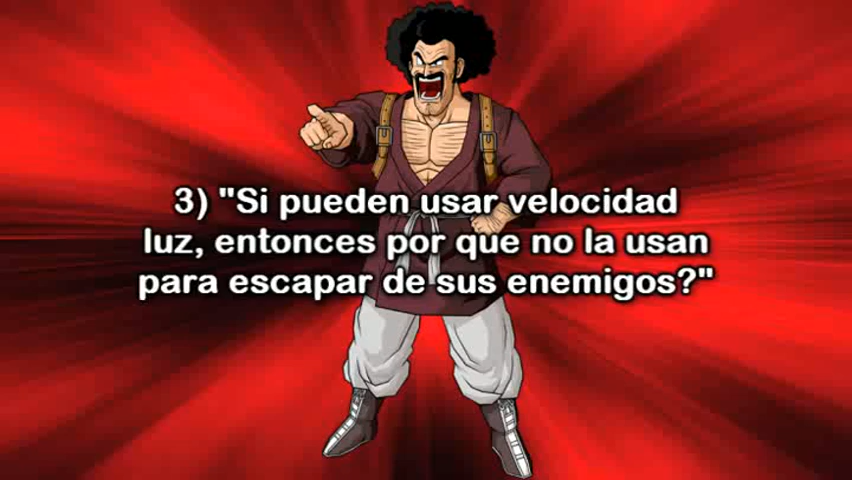 3) "Si pueden usar velocidad
luz, entonces por que no la usan
para escapar de sus enemigos?"